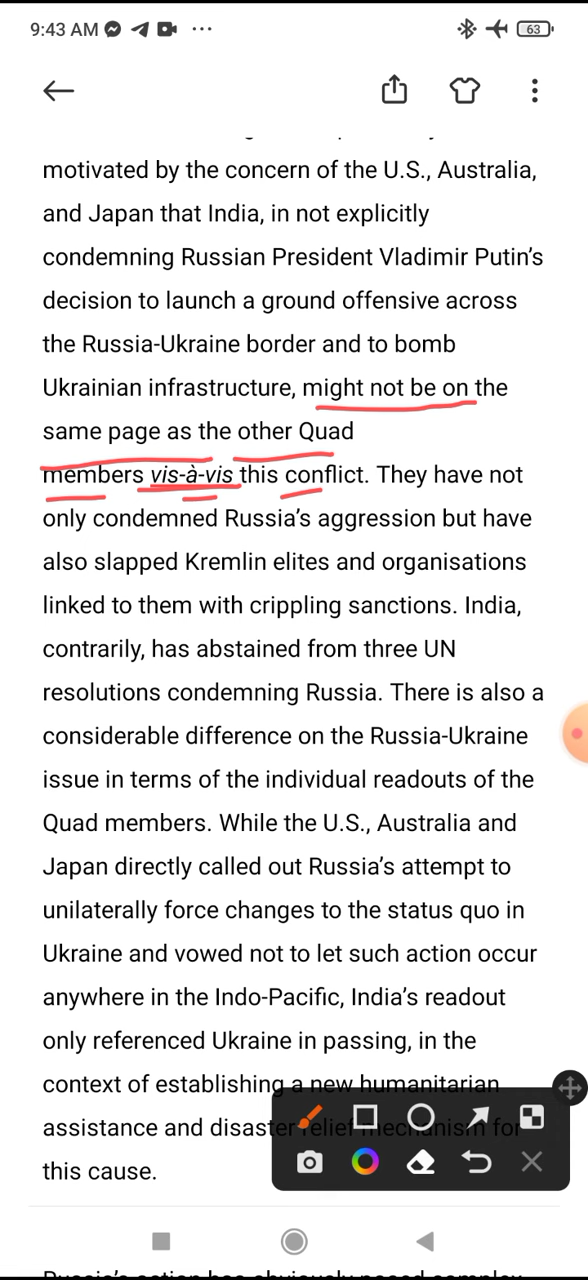 9:43 AM ...
63
motivated by the concern of the U.S., Australia,
and Japan that India, in not explicitly
condemning Russian President Vladimir Putin’s
decision to launch a ground offensive across
the Russia-Ukraine border and to bomb
Ukrainian infrastructure, might not be on the
same page as the other Quad
members vis-à-vis this conflict. They have not
only condemned Russia’s aggression but have
also slapped Kremlin elites and organisations
linked to them with crippling sanctions. India,
contrarily, has abstained from three UN
resolutions condemning Russia. There is also a
considerable difference on the Russia-Ukraine
issue in terms of the individual readouts of the
Quad members. While the U.S., Australia and
Japan directly called out Russia’s attempt to
unilaterally force changes to the status quo in
Ukraine and vowed not to let such action occur
anywhere in the Indo-Pacific, India’s readout
only referenced Ukraine in passing, in the
context of establishing a new humanitarian
assistance and disaster relief mechanism for
this cause.
Russia’s action has obviously posed complex